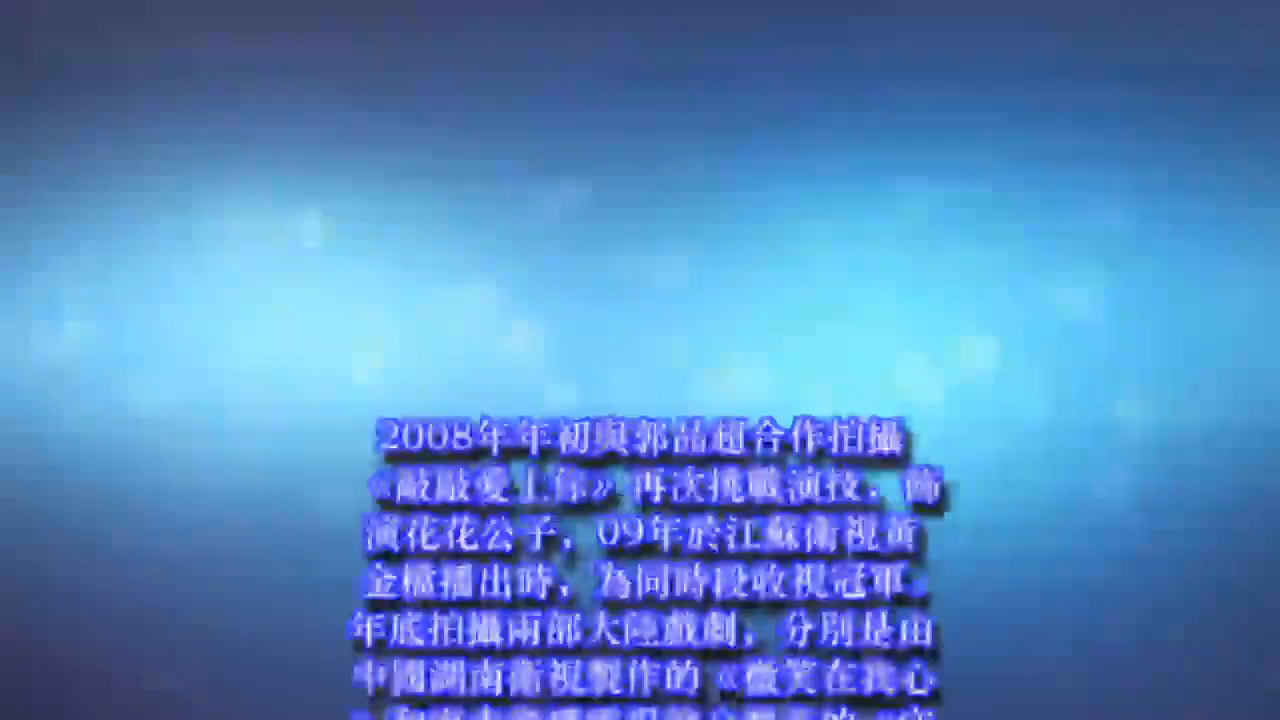 2008年年初與郭品超合作拍攝
《敲敲愛上你》再次挑戰演技，飾
演花花公子，09年於江蘇衛視黃
金檔播出時，為同時段收視冠軍。
年底拍攝兩部大陸戲劇，分別是由
中國湖南衛視製作的《微笑在我心